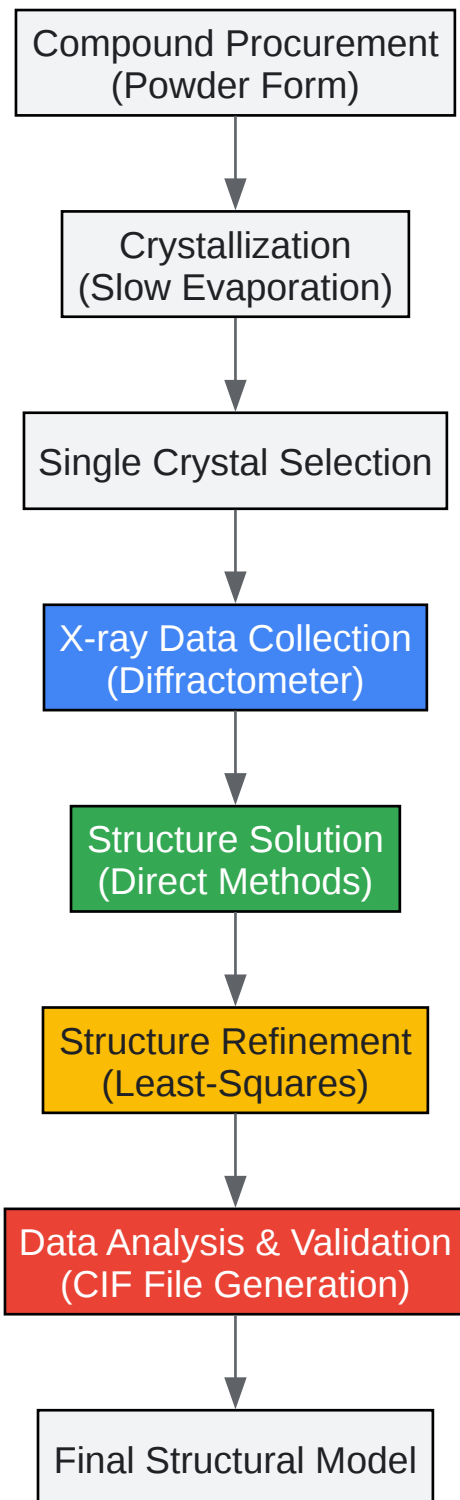 Compound Procurement
(Powder Form)
Crystallization
(Slow Evaporation)
Single Crystal Selection
X-ray Data Collection
(Diffractometer)
Structure Solution
(Direct Methods)
Structure Refinement
(Least-Squares)
Data Analysis & Validation
(CIF File Generation)
Final Structural Model